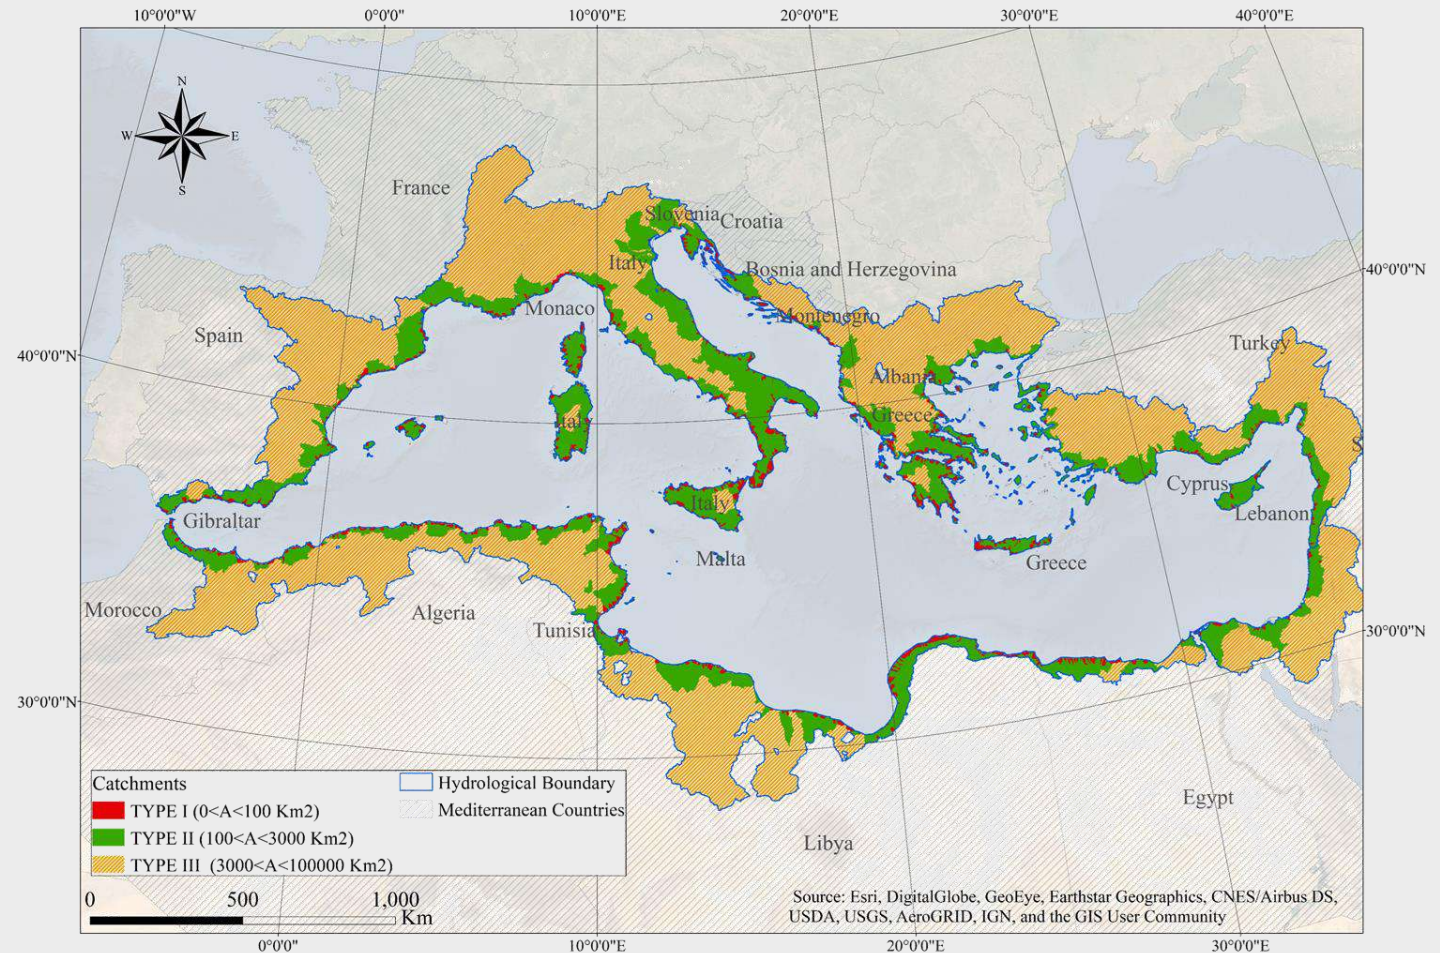 10°0'0"W 0°0'0" 10°0'0"E 20°0'0"E 30°0'0"E 40°0'0"E
N
W E
S
France
Slovenia
Croatia
Italy
Bosnia and Herzegovina
40°0'0"N
Monaco
Montenegro
Spain
Turkey
40°0'0"N
Albania
Greece
Italy
S
Cyprus
Italy
Lebanon
Gibraltar
Malta
Greece
Morocco
Algeria
Tunisia
30°0'0"N
30°0'0"N
Catchments
Hydrological Boundary
TYPE I (0<A<100 Km2)
Mediterranean Countries
TYPE II (100<A<3000 Km2)
TYPE III (3000<A<100000 Km2)
Egypt
Libya
0 500 1,000
Km
Source: Esri, DigitalGlobe, GeoEye, Earthstar Geographics, CNES/Airbus DS,
USDA, USGS, AeroGRID, IGN, and the GIS User Community
0°0'0" 10°0'0"E 20°0'0"E 30°0'0"E